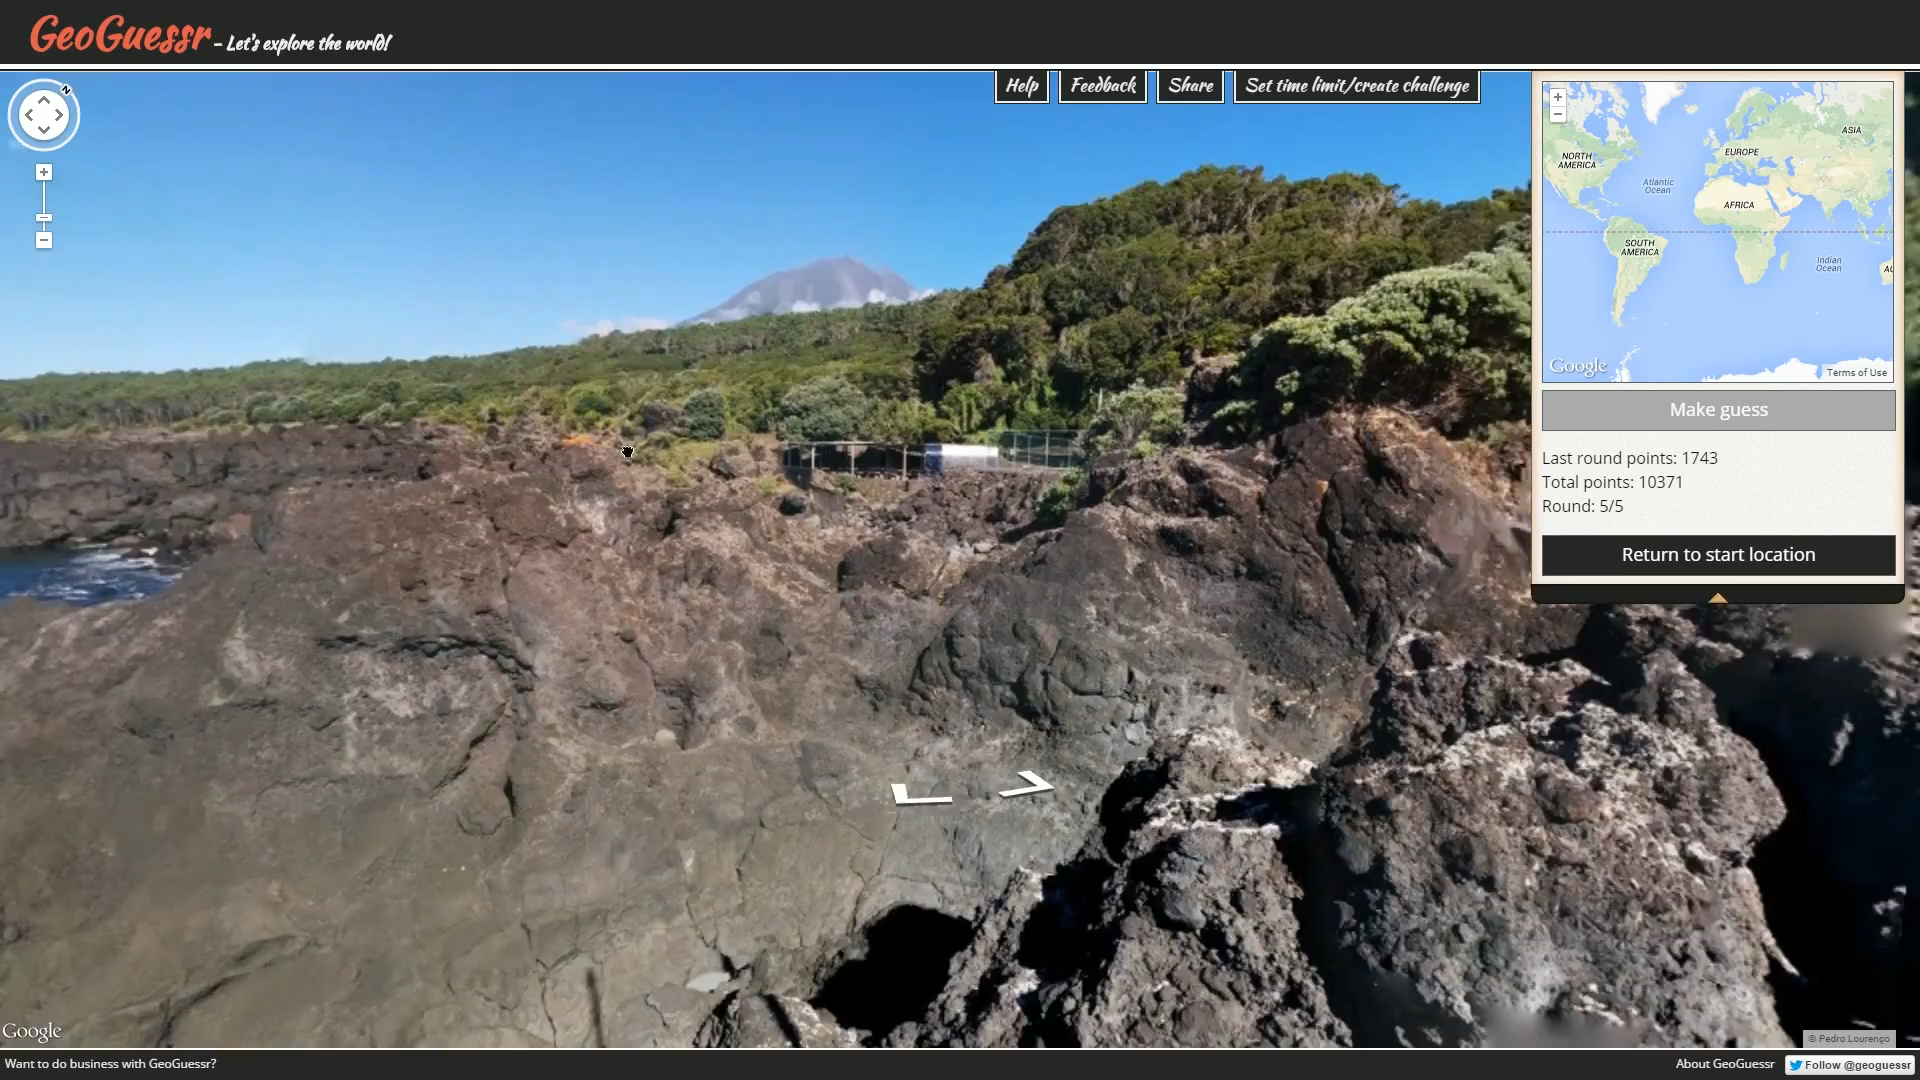 GeoGuessr - Let's explore the world!
Help
Feedback
Share
Set time limit/create challenge
N
NORTH AMERICA
Atlantic Ocean
EUROPE
ASIA
AFRICA
SOUTH AMERICA
Indian Ocean
AU
Google
Terms of Use
Make guess
Last round points: 1743
Total points: 10371
Round: 5/5
Return to start location
Google
© Pedro Lourenço
Want to do business with GeoGuessr?
About GeoGuessr
Follow @geoguessr